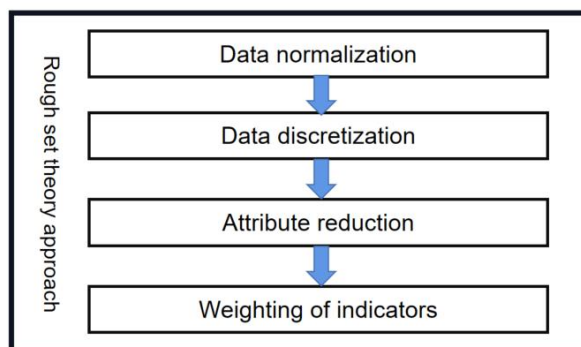 Rough set theory approach
Data normalization
Data discretization
Attribute reduction
Weighting of indicators